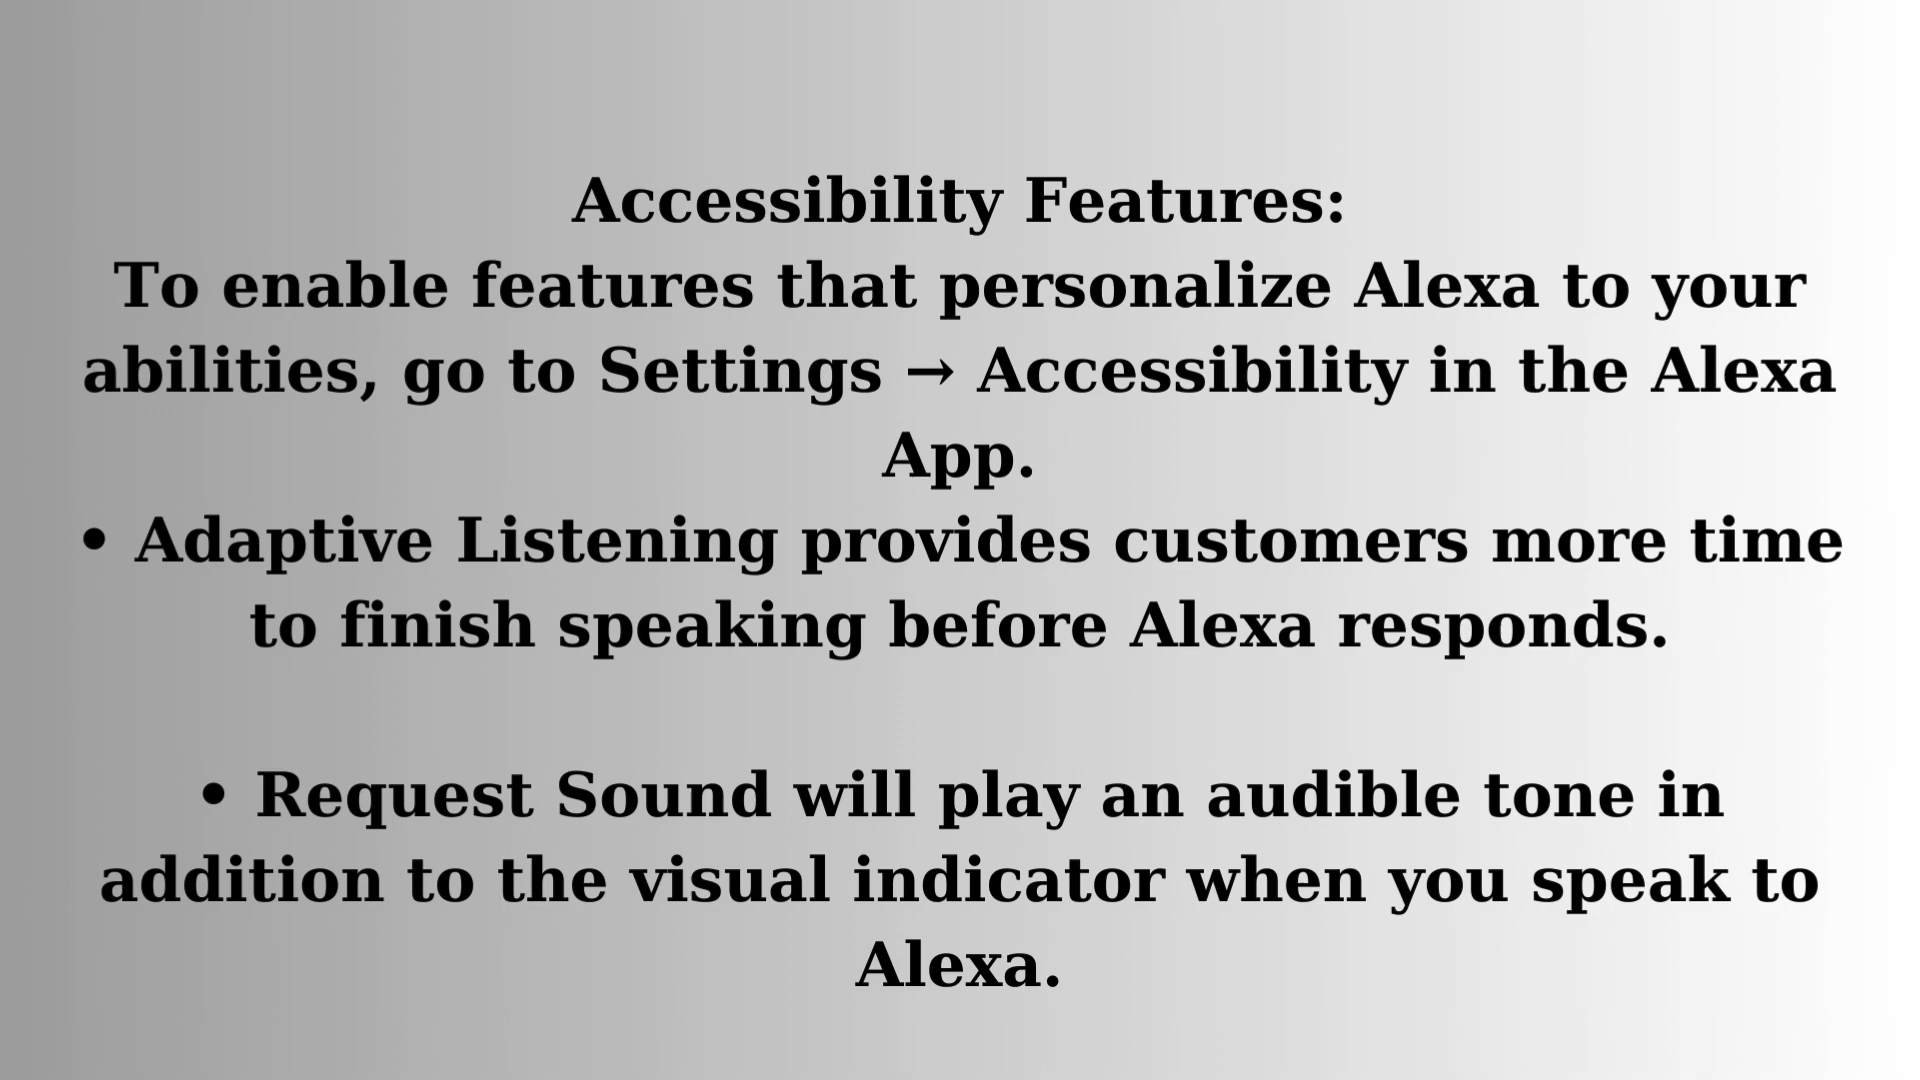 Accessibility Features:
To enable features that personalize Alexa to your
abilities, go to Settings → Accessibility in the Alexa
App.
• Adaptive Listening provides customers more time
to finish speaking before Alexa responds.
• Request Sound will play an audible tone in
addition to the visual indicator when you speak to
Alexa.